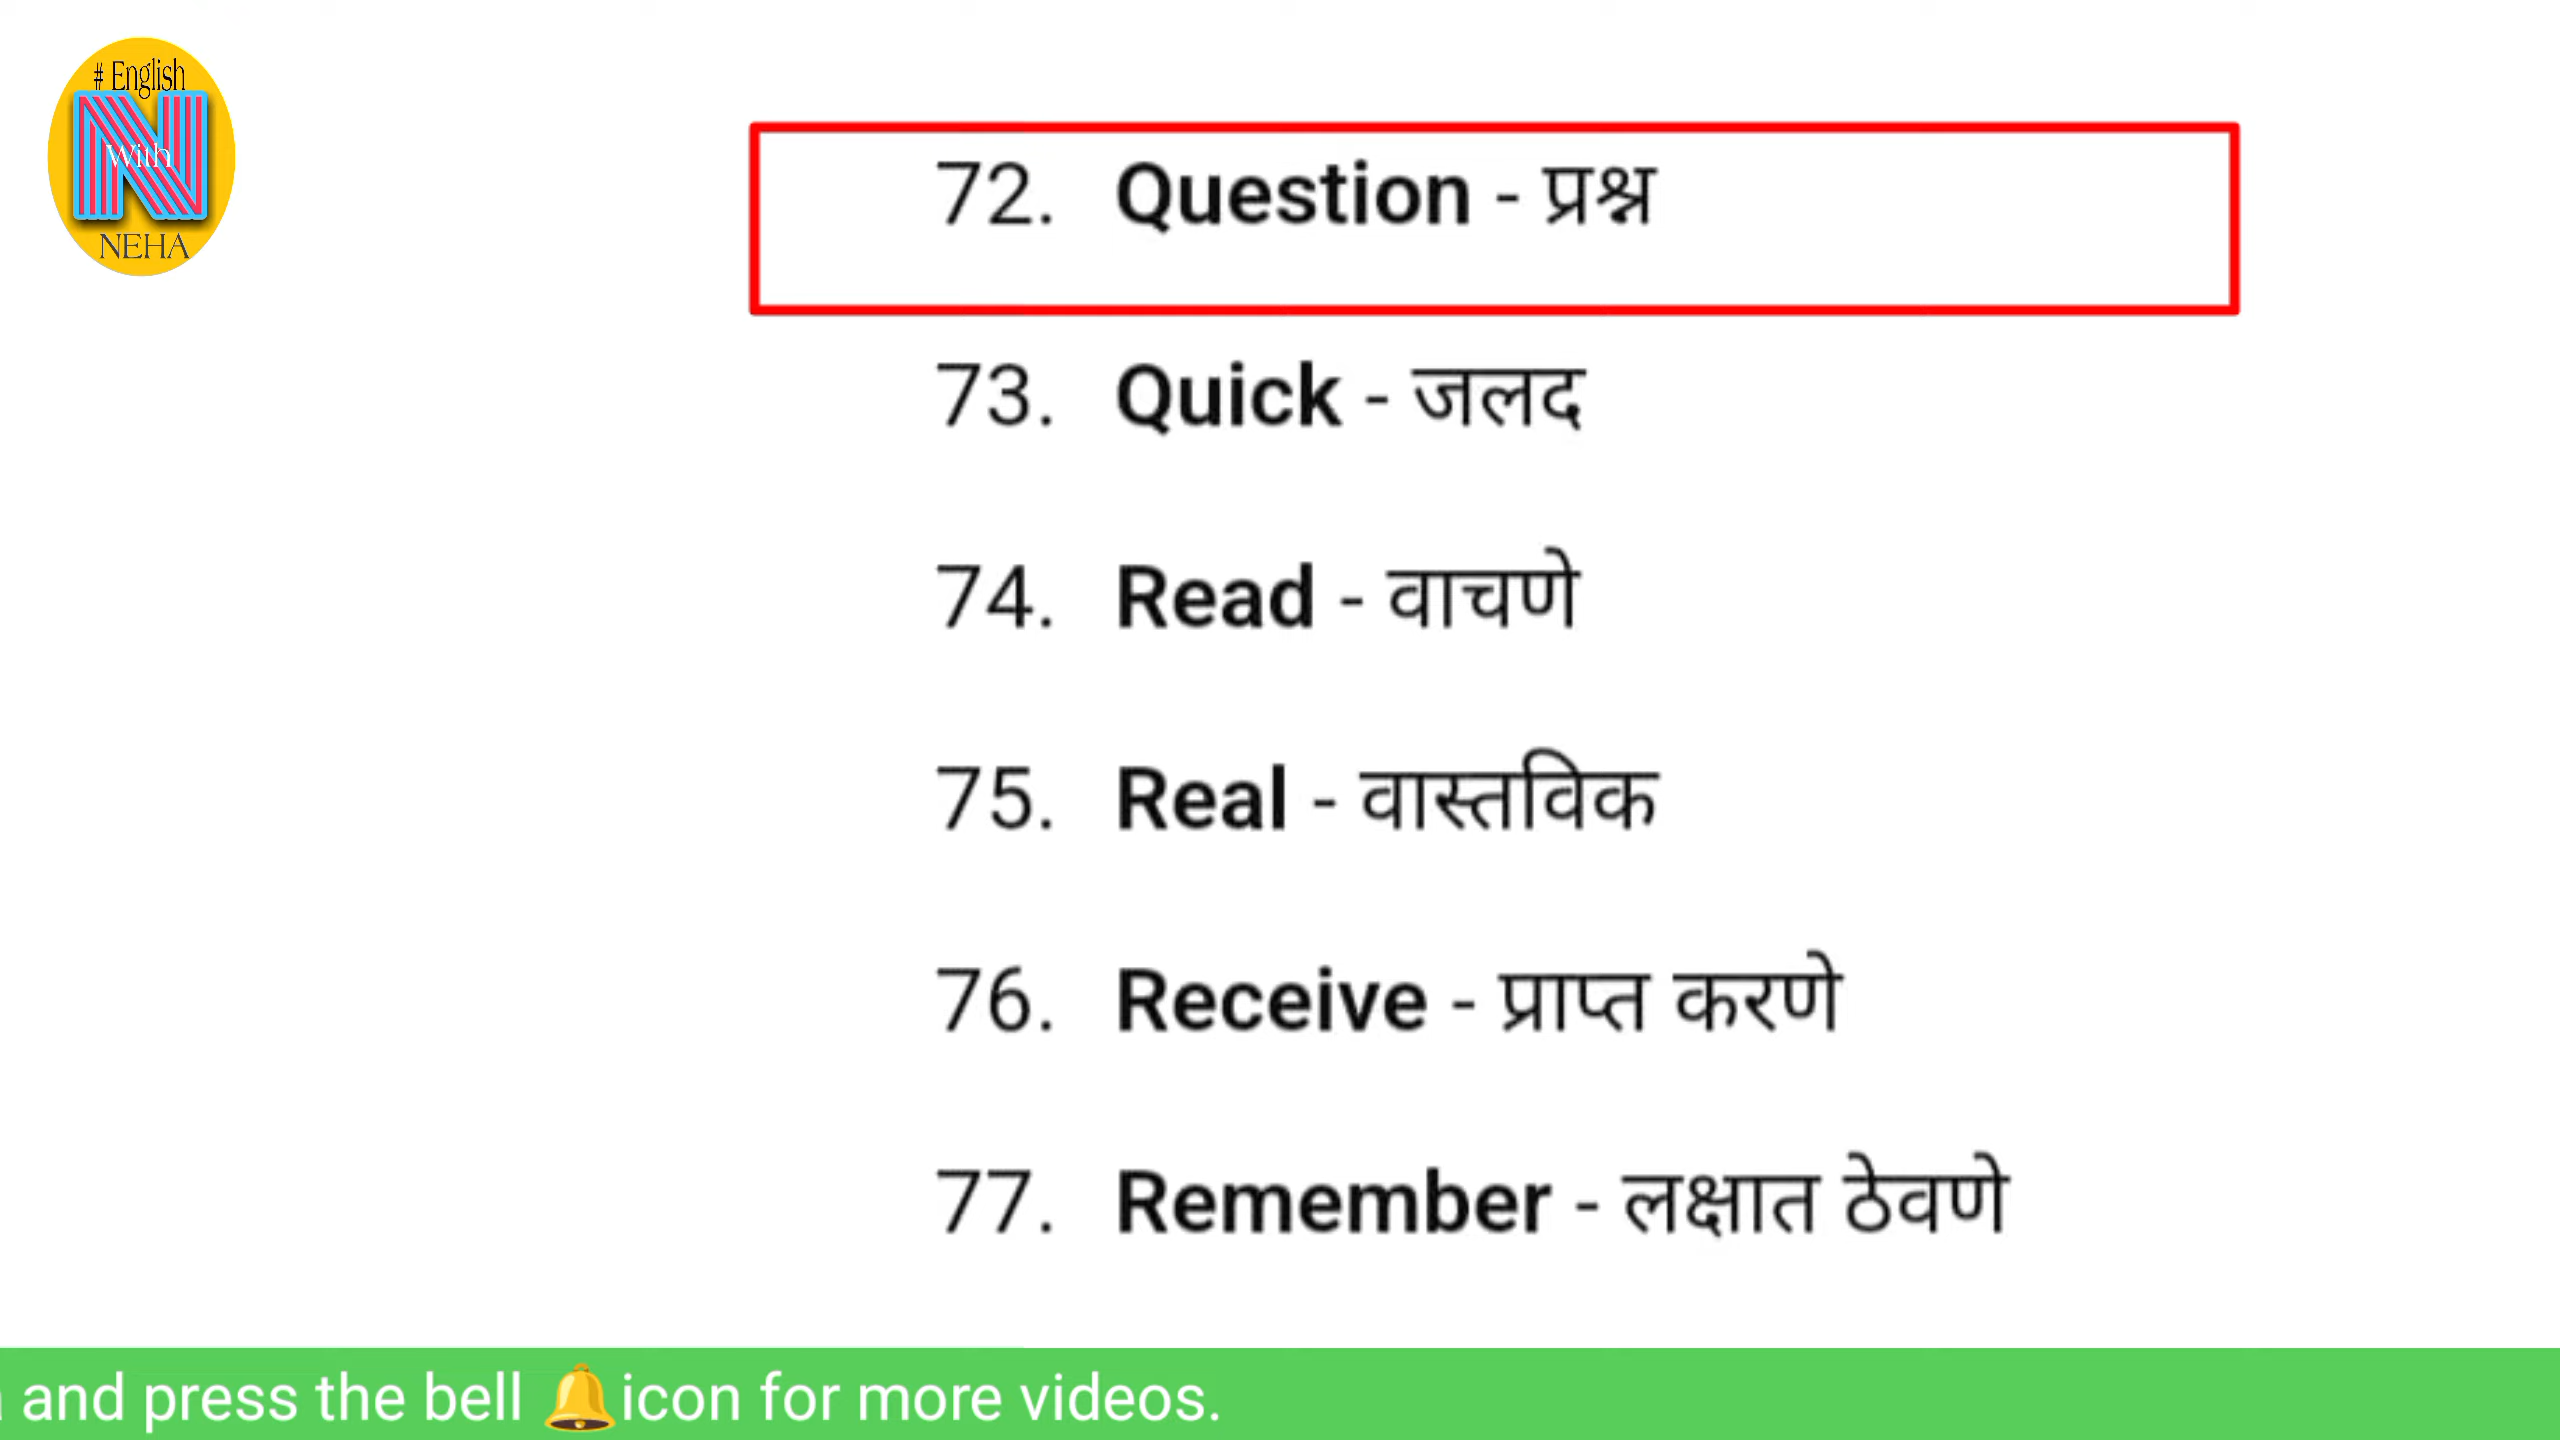 # English
With
NEHA
72. Question - प्रश्न
73. Quick - जलद
74. Read - वाचणे
75. Real - वास्तविक
76. Receive - प्राप्त करणे
77. Remember - लक्षात ठेवणे
and press the bell 🔔icon for more videos.